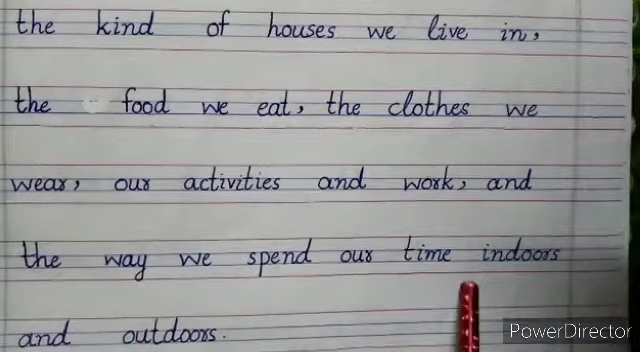 the kind of houses we live in,
the food we eat, the clothes we
wear, our activities and work, and
the way we spend our time indoors
and outdoors.
PowerDirector